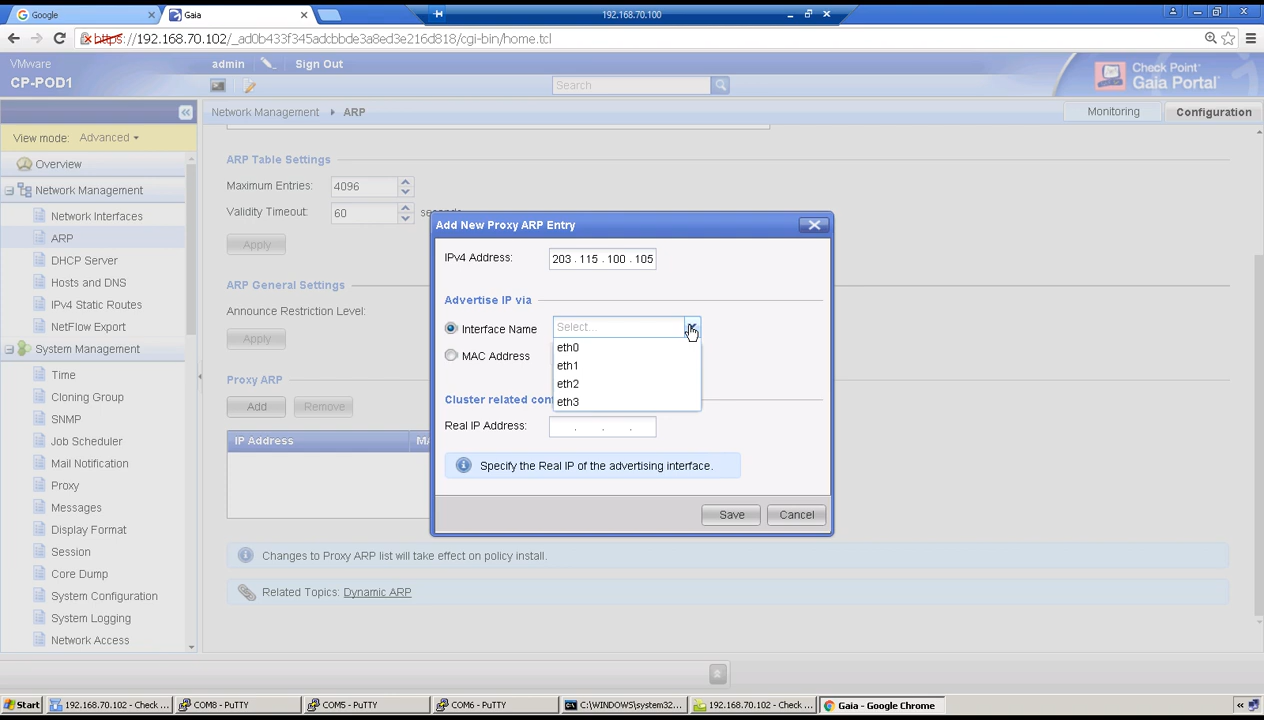 Google
Gaia
192.168.70.100
https://192.168.70.102/_ad0b433f345adcbbde3a8ed3e216d818/cgi-bin/home.tcl
VMware
CP-POD1
admin
Sign Out
Search
Check Point
Gaia Portal
View mode: Advanced
Network Management
ARP
Monitoring
Configuration
Overview
Network Management
Network Interfaces
ARP
DHCP Server
Hosts and DNS
IPv4 Static Routes
NetFlow Export
System Management
Time
Cloning Group
SNMP
Job Scheduler
Mail Notification
Proxy
Messages
Display Format
Session
Core Dump
System Configuration
System Logging
Network Access
ARP Table Settings
Maximum Entries: 4096
Validity Timeout: 60 seconds
Apply
ARP General Settings
Announce Restriction Level:
Apply
Proxy ARP
Add
Remove
IP Address
MA
Add New Proxy ARP Entry
IPv4 Address: 203 . 115 . 100 . 105
Advertise IP via
Interface Name Select...
eth0
eth1
eth2
eth3
MAC Address
Cluster related con
Real IP Address: . . .
Specify the Real IP of the advertising interface.
Save
Cancel
Changes to Proxy ARP list will take effect on policy install.
Related Topics: Dynamic ARP
Start
192.168.70.102 - Check ...
COM8 - PuTTY
COM5 - PuTTY
COM6 - PuTTY
C:\WINDOWS\system32...
192.168.70.102 - Check ...
Gaia - Google Chrome